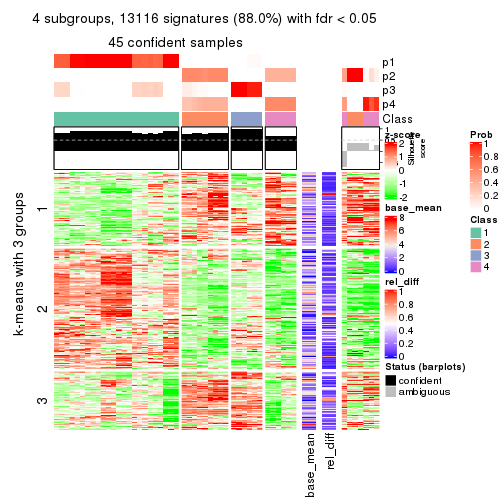 4 subgroups, 13116 signatures (88.0%) with fdr < 0.05
45 confident samples
p1
p2
p3
p4
Class
1
0
Silhouette score
k-means with 3 groups
1
2
3
base_mean
rel_diff
z-score
2
1
0
-1
-2
base_mean
8
6
4
2
0
rel_diff
1
0.8
0.6
0.4
0.2
0
Status (barplots)
confident
ambiguous
Prob
1
0.8
0.6
0.4
0.2
0
Class
1
2
3
4